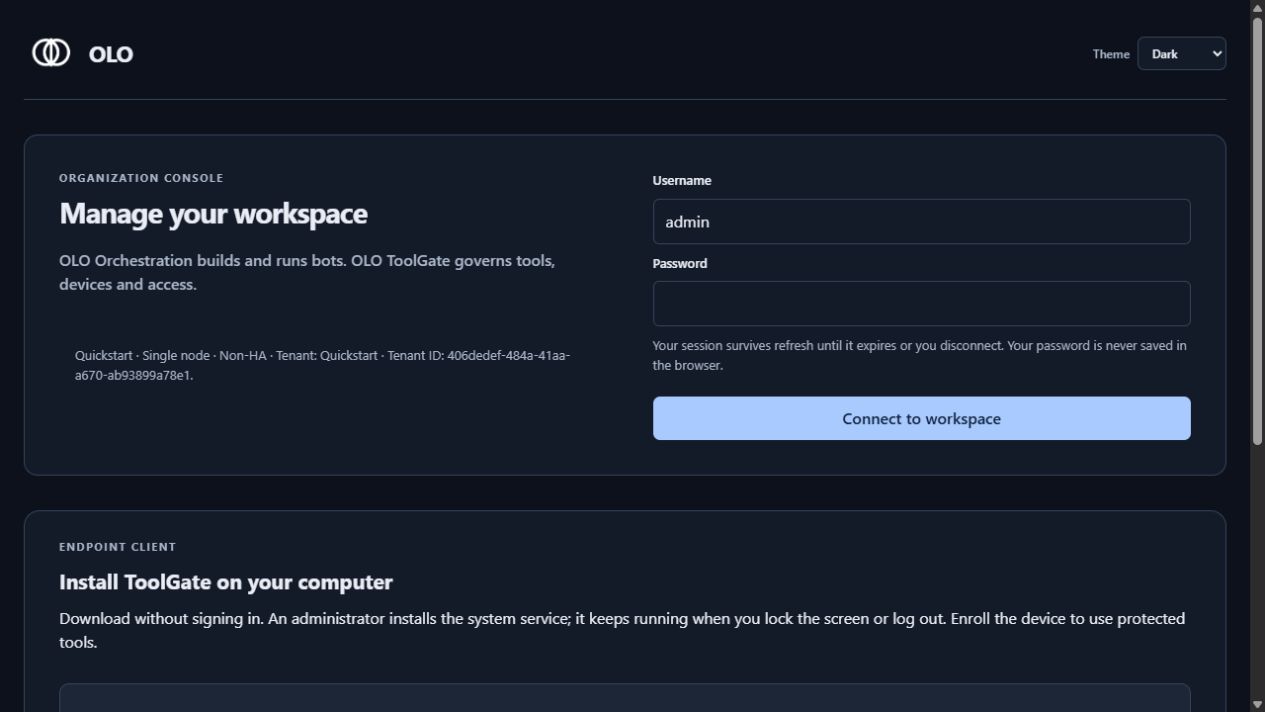 OLO
Theme
Dark
ORGANIZATION CONSOLE
Manage your workspace
OLO Orchestration builds and runs bots. OLO ToolGate governs tools,
devices and access.
Quickstart · Single node · Non-HA · Tenant: Quickstart · Tenant ID: 406dedef-484a-41aa-
a670-ab93899a78e1.
Username
admin
Password
Your session survives refresh until it expires or you disconnect. Your password is never saved in
the browser.
Connect to workspace
ENDPOINT CLIENT
Install ToolGate on your computer
Download without signing in. An administrator installs the system service; it keeps running when you lock the screen or log out. Enroll the device to use protected
tools.